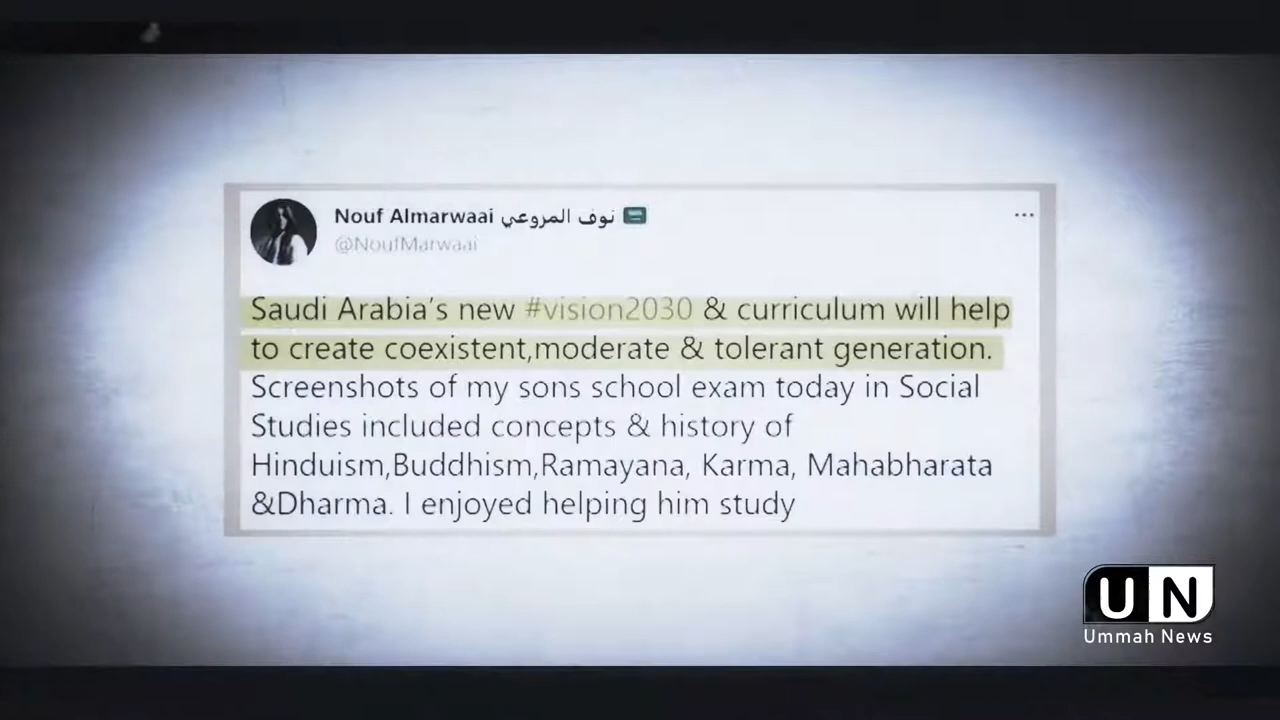 Nouf Almarwaai نوف المروعي
@NoufMarwaai
Saudi Arabia's new #vision2030 & curriculum will help
to create coexistent,moderate & tolerant generation.
Screenshots of my sons school exam today in Social
Studies included concepts & history of
Hinduism,Buddhism,Ramayana, Karma, Mahabharata
&Dharma. I enjoyed helping him study
UN
Ummah News